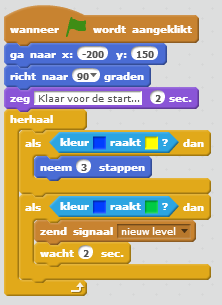 wanneer wordt aangeklikt
ga naar x: -200 y: 150
richt naar 90 graden
zeg Klaar voor de start... 2 sec.
herhaal
als kleur raakt ? dan
neem 3 stappen
als kleur raakt ? dan
zend signaal nieuw level
wacht 2 sec.